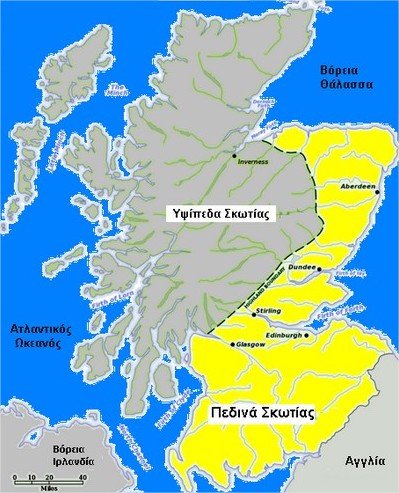 Βόρεια
Θάλασσα
The
Minch
Dornoch
Firth
Moray Firth
Inverness
Aberdeen
Υψίπεδα Σκωτίας
Dundee
Firth of Tay
HIGHLAND BOUNDARY
Firth of Lorn
Stirling
Firth of Forth
Ατλαντικός
Ωκεανός
Edinburgh
Glasgow
Firth of Clyde
Πεδινά Σκωτίας
Βόρεια
Ιρλανδία
Αγγλία
0 10 20 40
Miles